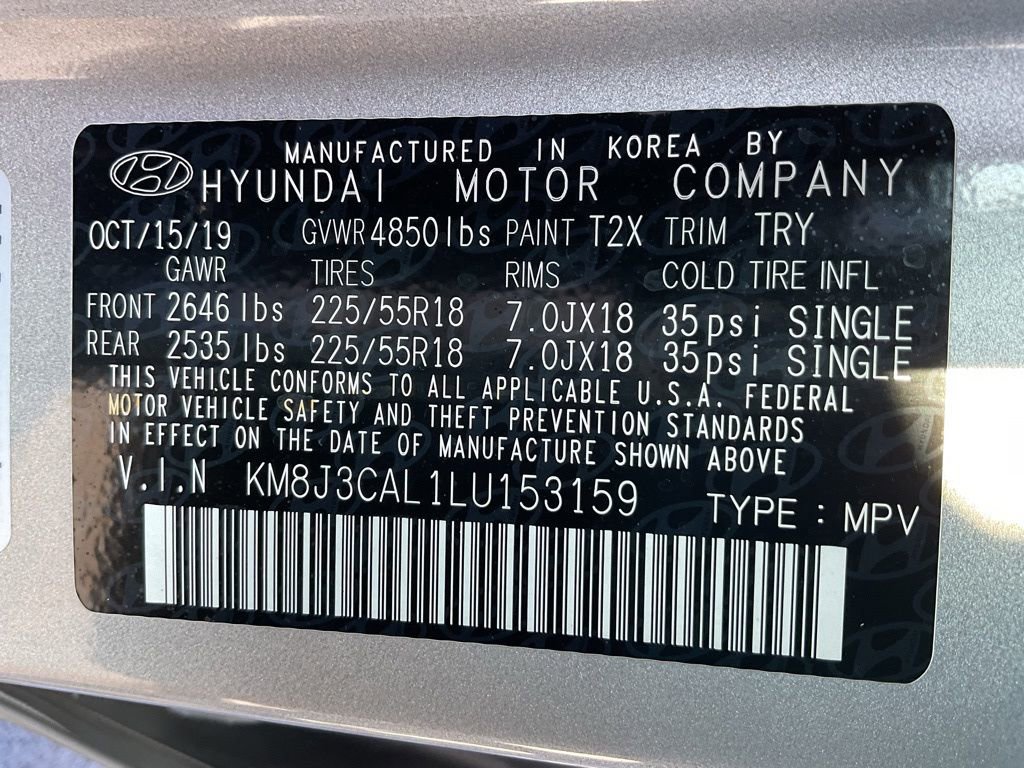 MANUFACTURED IN KOREA BY
HYUNDAI MOTOR COMPANY
OCT/15/19 GVWR 4850lbs PAINT T2X TRIM TRY
GAWR TIRES RIMS COLD TIRE INFL
FRONT 2646lbs 225/55R18 7.0JX18 35psi SINGLE
REAR 2535lbs 225/55R18 7.0JX18 35psi SINGLE
THIS VEHICLE CONFORMS TO ALL APPLICABLE U.S.A. FEDERAL
MOTOR VEHICLE SAFETY AND THEFT PREVENTION STANDARDS
IN EFFECT ON THE DATE OF MANUFACTURE SHOWN ABOVE
V.I.N KM8J3CAL1LU153159 TYPE : MPV